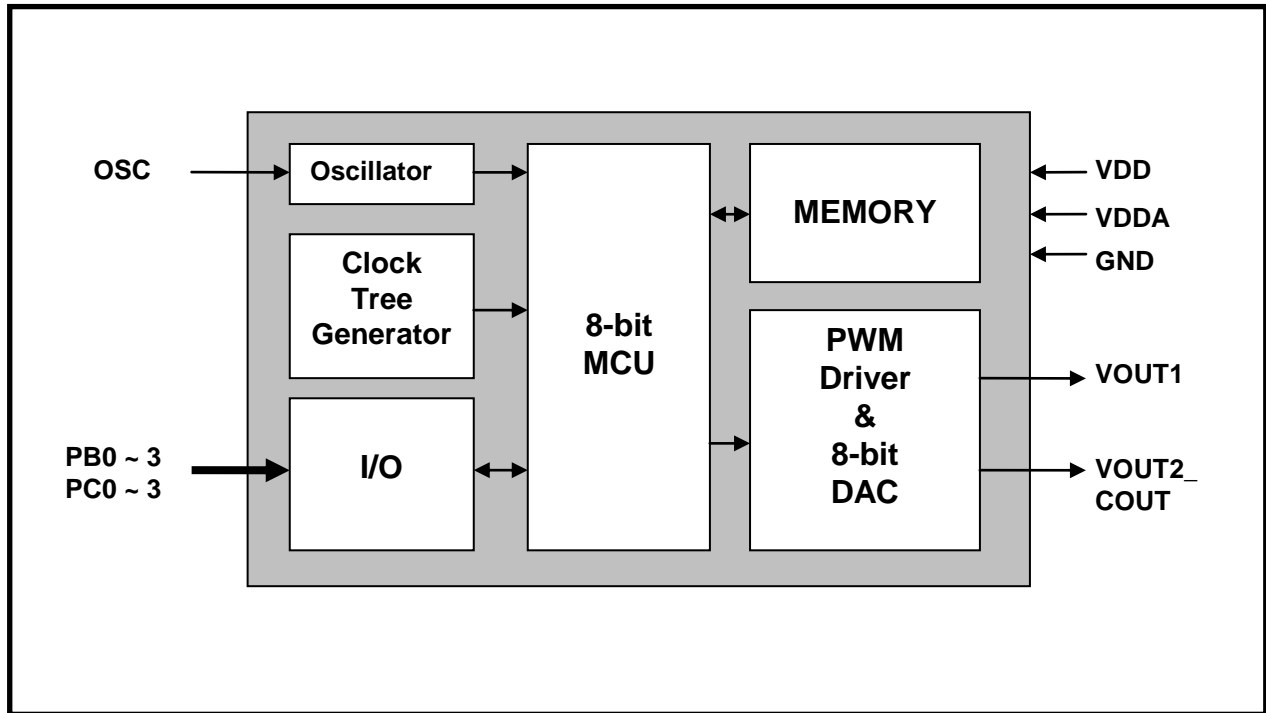 OSC
Oscillator
Clock
Tree
Generator
PB0 ~ 3
PC0 ~ 3
I/O
8-bit
MCU
MEMORY
PWM
Driver
&
8-bit
DAC
VDD
VDDA
GND
VOUT1
VOUT2_
COUT